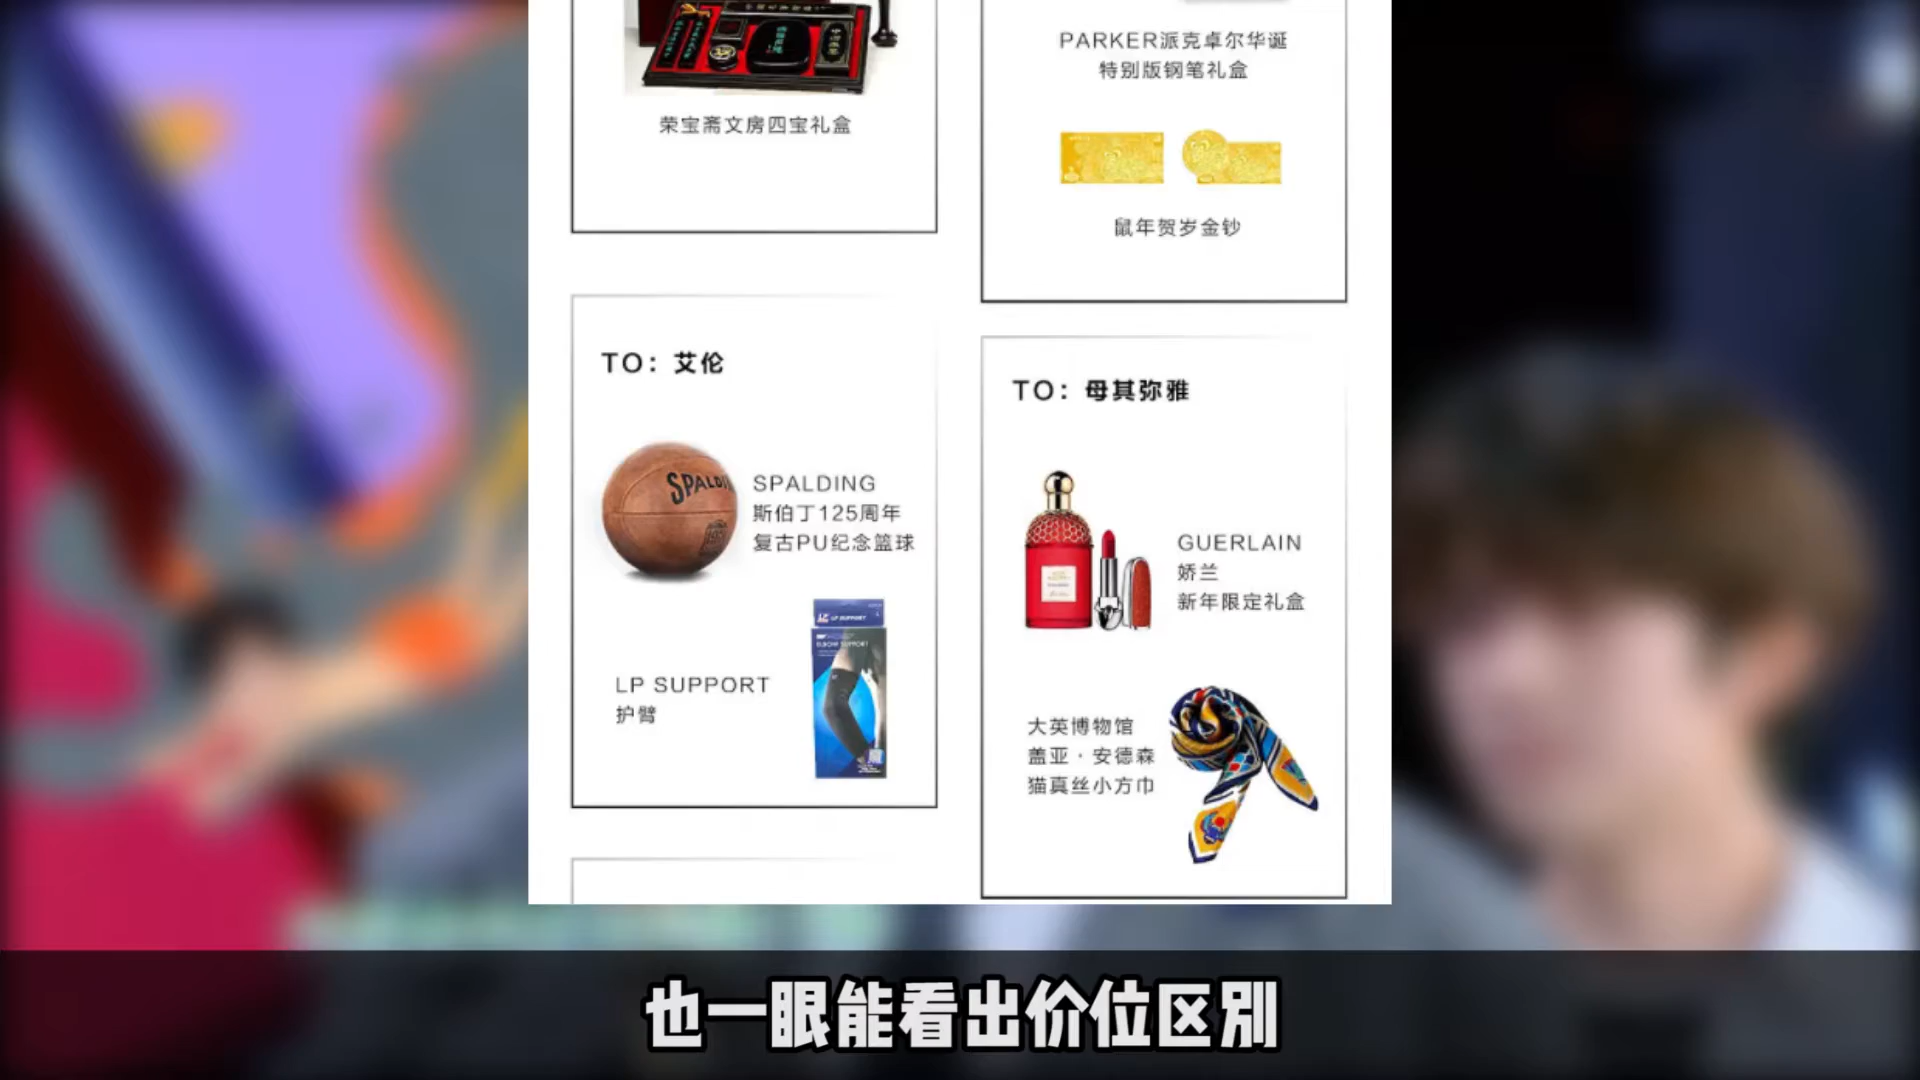 荣宝斋文房四宝礼盒
PARKER派克卓尔华诞
特别版钢笔礼盒
鼠年贺岁金钞
TO：艾伦
SPALDING
SPALDING
斯伯丁125周年
复古PU纪念篮球
LP SUPPORT
护臂
LP SUPPORT
ELBOW SUPPORT
TO：母其弥雅
GUERLAIN
娇兰
新年限定礼盒
大英博物馆
盖亚·安德森
猫真丝小方巾
也一眼能看出价位区别